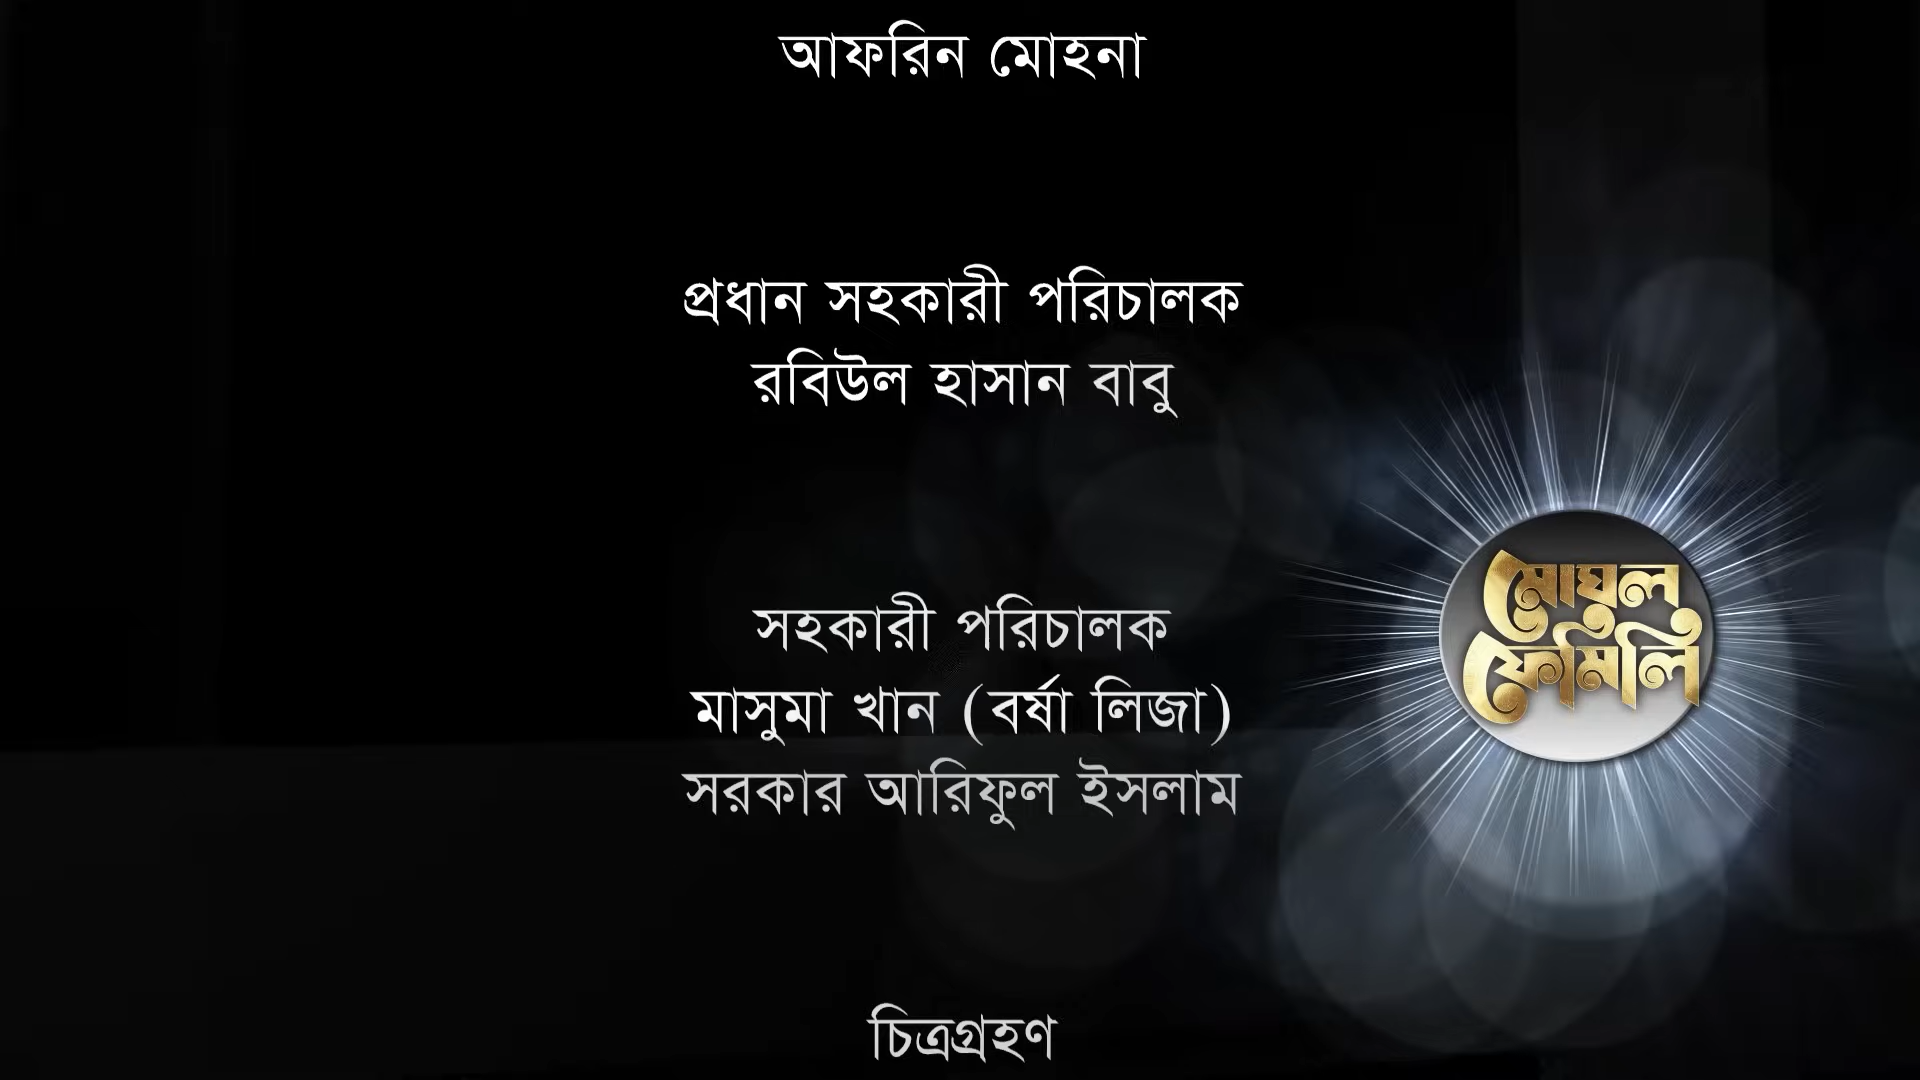 আফরিন মোহনা
প্রধান সহকারী পরিচালক
রবিউল হাসান বাবু
সহকারী পরিচালক
মাসুমা খান (বর্ষা লিজা)
সরকার আরিফুল ইসলাম
চিত্রগ্রহণ
মোঘল
ফেমিলি